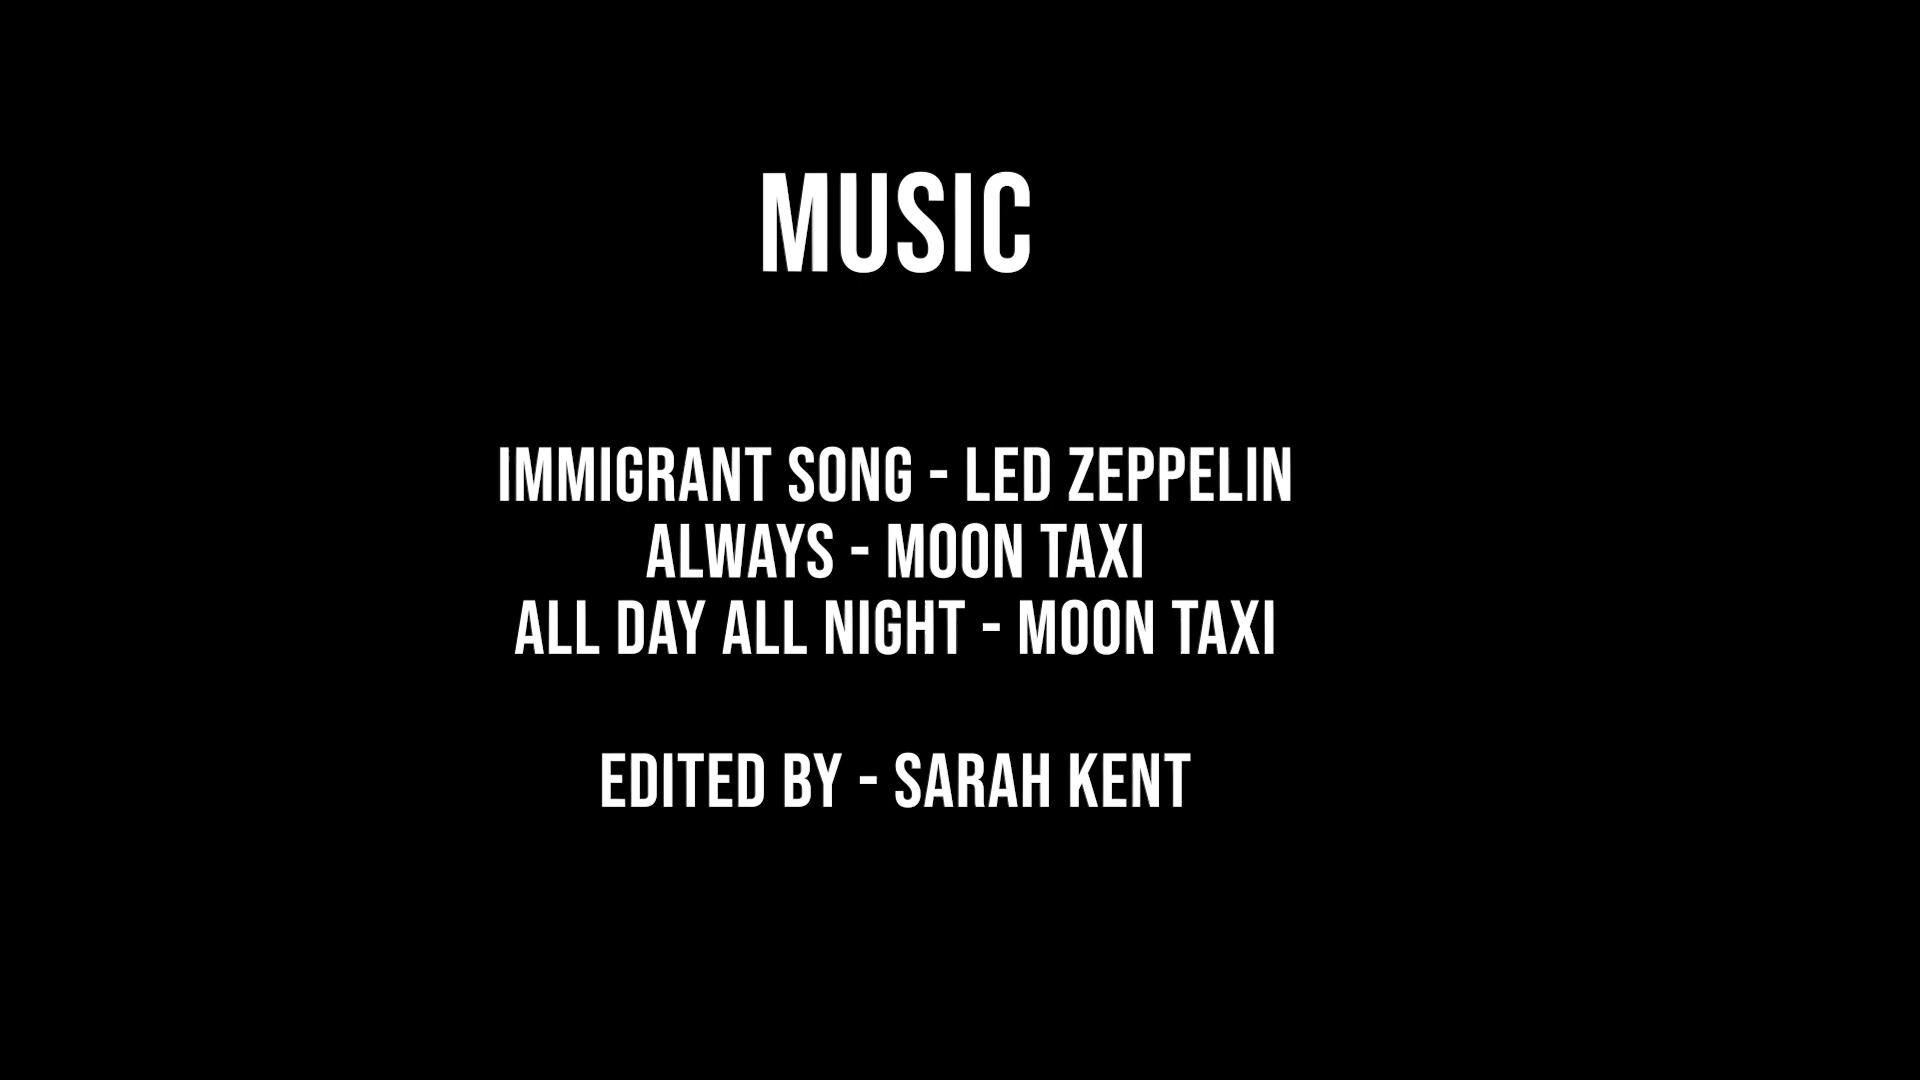 MUSIC
IMMIGRANT SONG - LED ZEPPELIN
ALWAYS - MOON TAXI
ALL DAY ALL NIGHT - MOON TAXI
EDITED BY - SARAH KENT